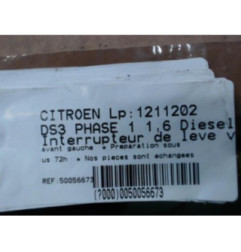 CITROEN Lp:1211202
DS3 PHASE 1 1,6 Diesel
Interrupteur de leve v
avant gauche * Preparation sous
us 72h * Nos pieces sont echangees
REF:50056673
(7000)0050056673